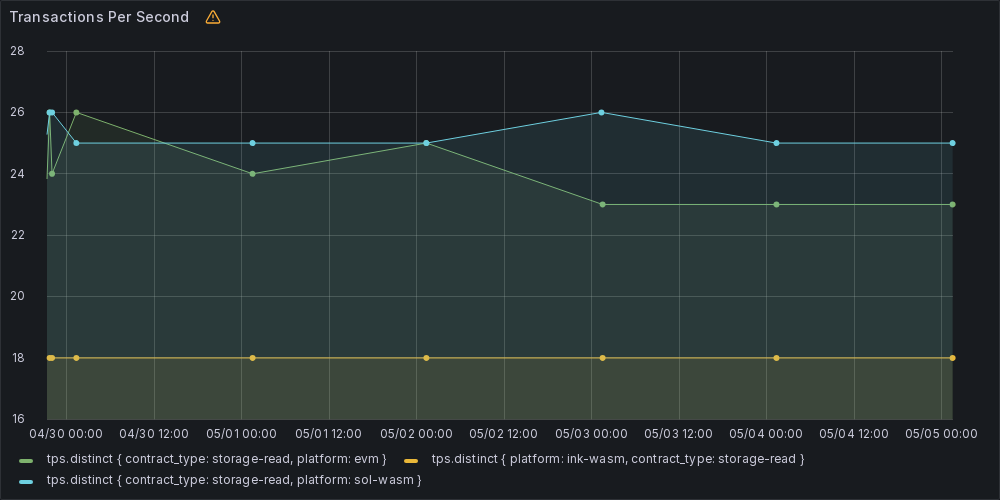 Transactions Per Second
28
26
24
22
20
18
16
04/30 00:00 04/30 12:00 05/01 00:00 05/01 12:00 05/02 00:00 05/02 12:00 05/03 00:00 05/03 12:00 05/04 00:00 05/04 12:00 05/05 00:00
tps.distinct { contract_type: storage-read, platform: evm } tps.distinct { platform: ink-wasm, contract_type: storage-read }
tps.distinct { contract_type: storage-read, platform: sol-wasm }